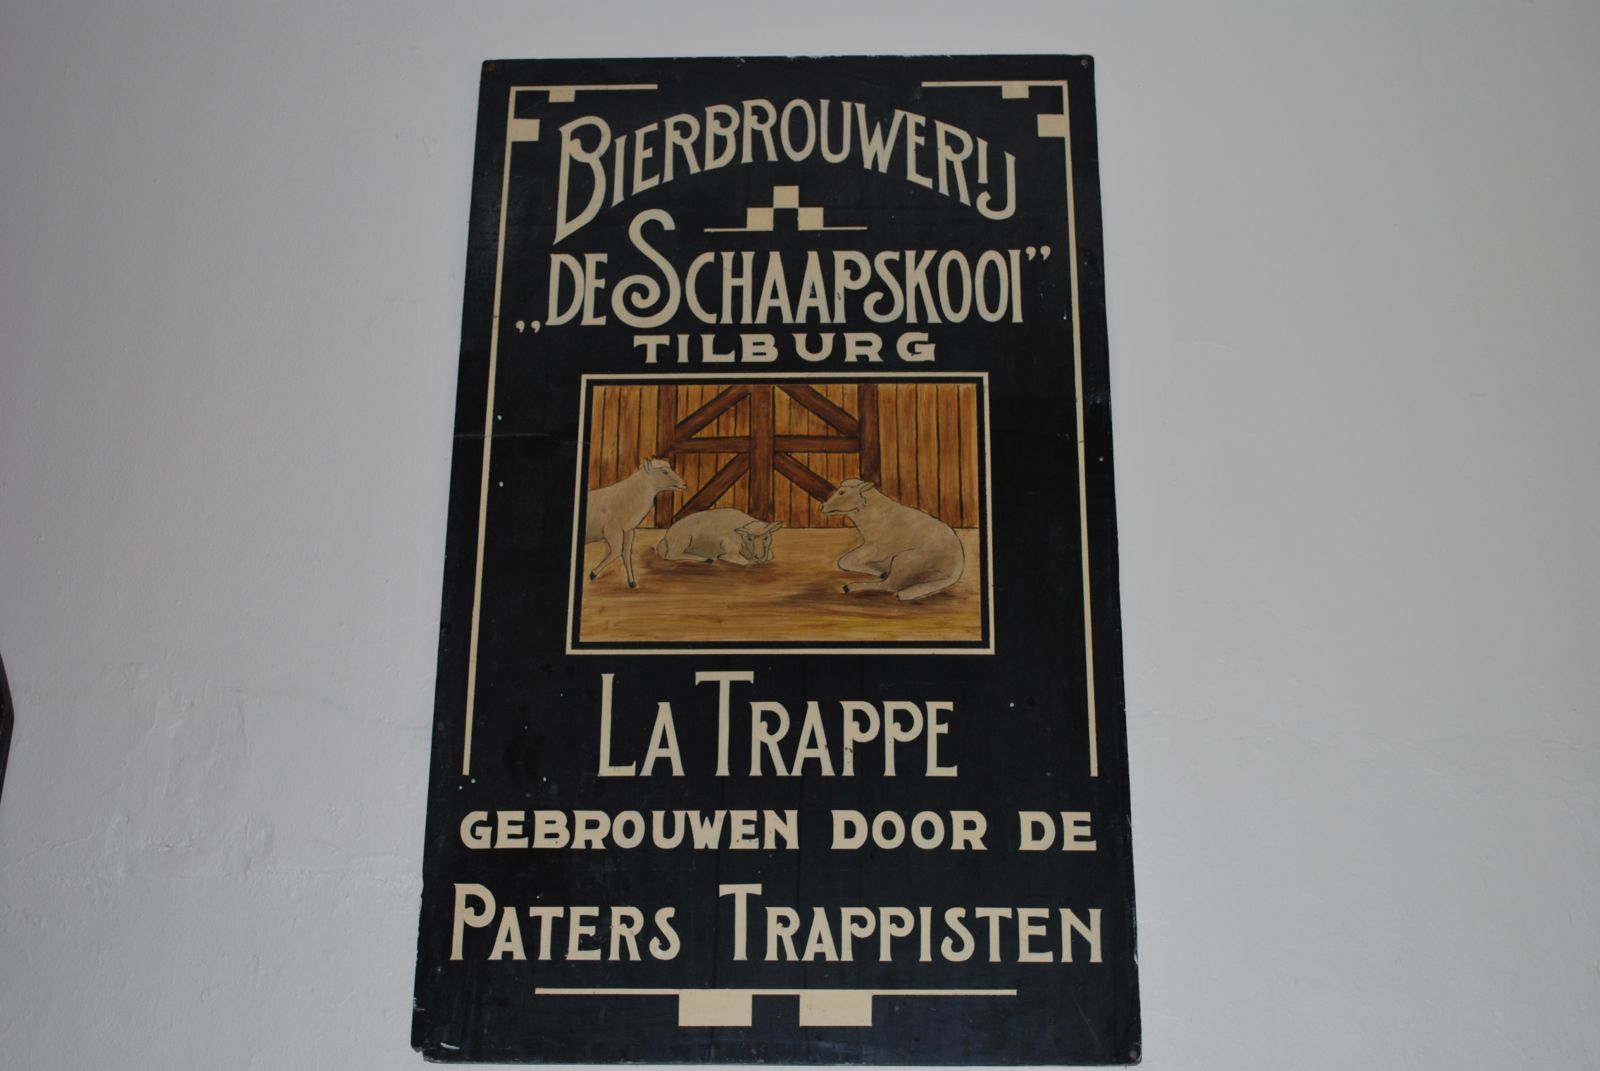 BIERBROUWERIJ
„DE SCHAAPSKOOI”
TILBURG
LA TRAPPE
GEBROUWEN DOOR DE
PATERS TRAPPISTEN